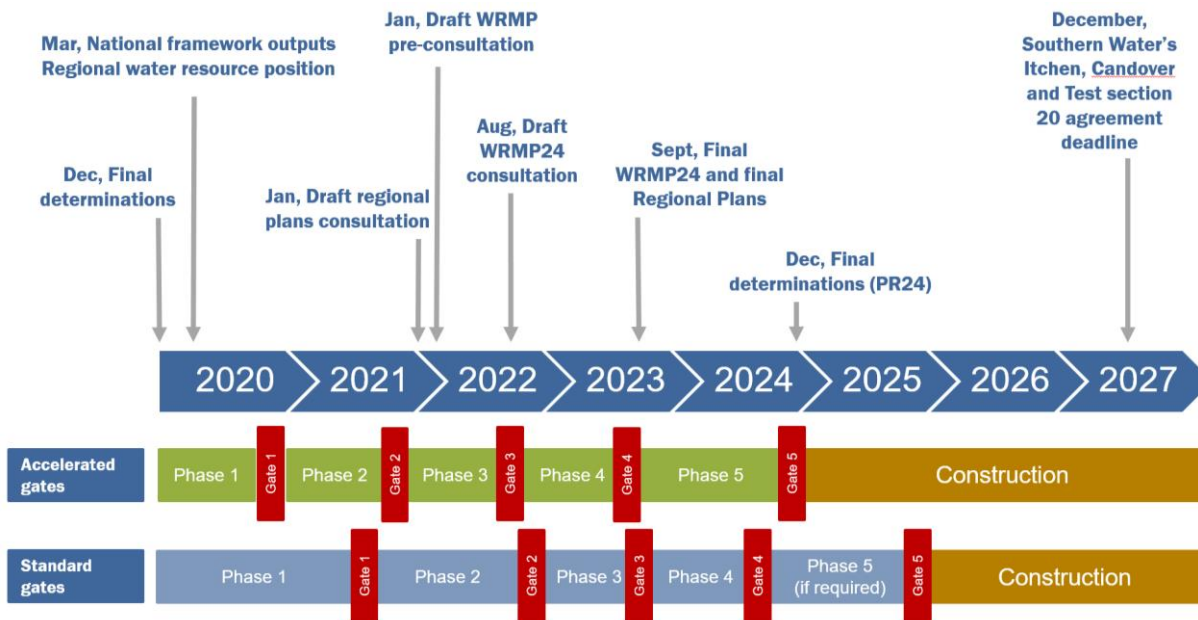 Mar, National framework outputs
Regional water resource position
Jan, Draft WRMP
pre-consultation
December,
Southern Water's
Itchen, Candover
and Test section
20 agreement
deadline
Dec, Final
determinations
Jan, Draft regional
plans consultation
Aug, Draft
WRMP24
consultation
Sept, Final
WRMP24 and final
Regional Plans
Dec, Final
determinations (PR24)
2020
2021
2022
2023
2024
2025
2026
2027
Accelerated
gates
Phase 1
Gate 1
Phase 2
Gate 2
Phase 3
Gate 3
Phase 4
Gate 4
Phase 5
Gate 5
Construction
Standard
gates
Phase 1
Gate 1
Phase 2
Gate 2
Phase 3
Gate 3
Phase 4
Gate 4
Phase 5
(if required)
Gate 5
Construction